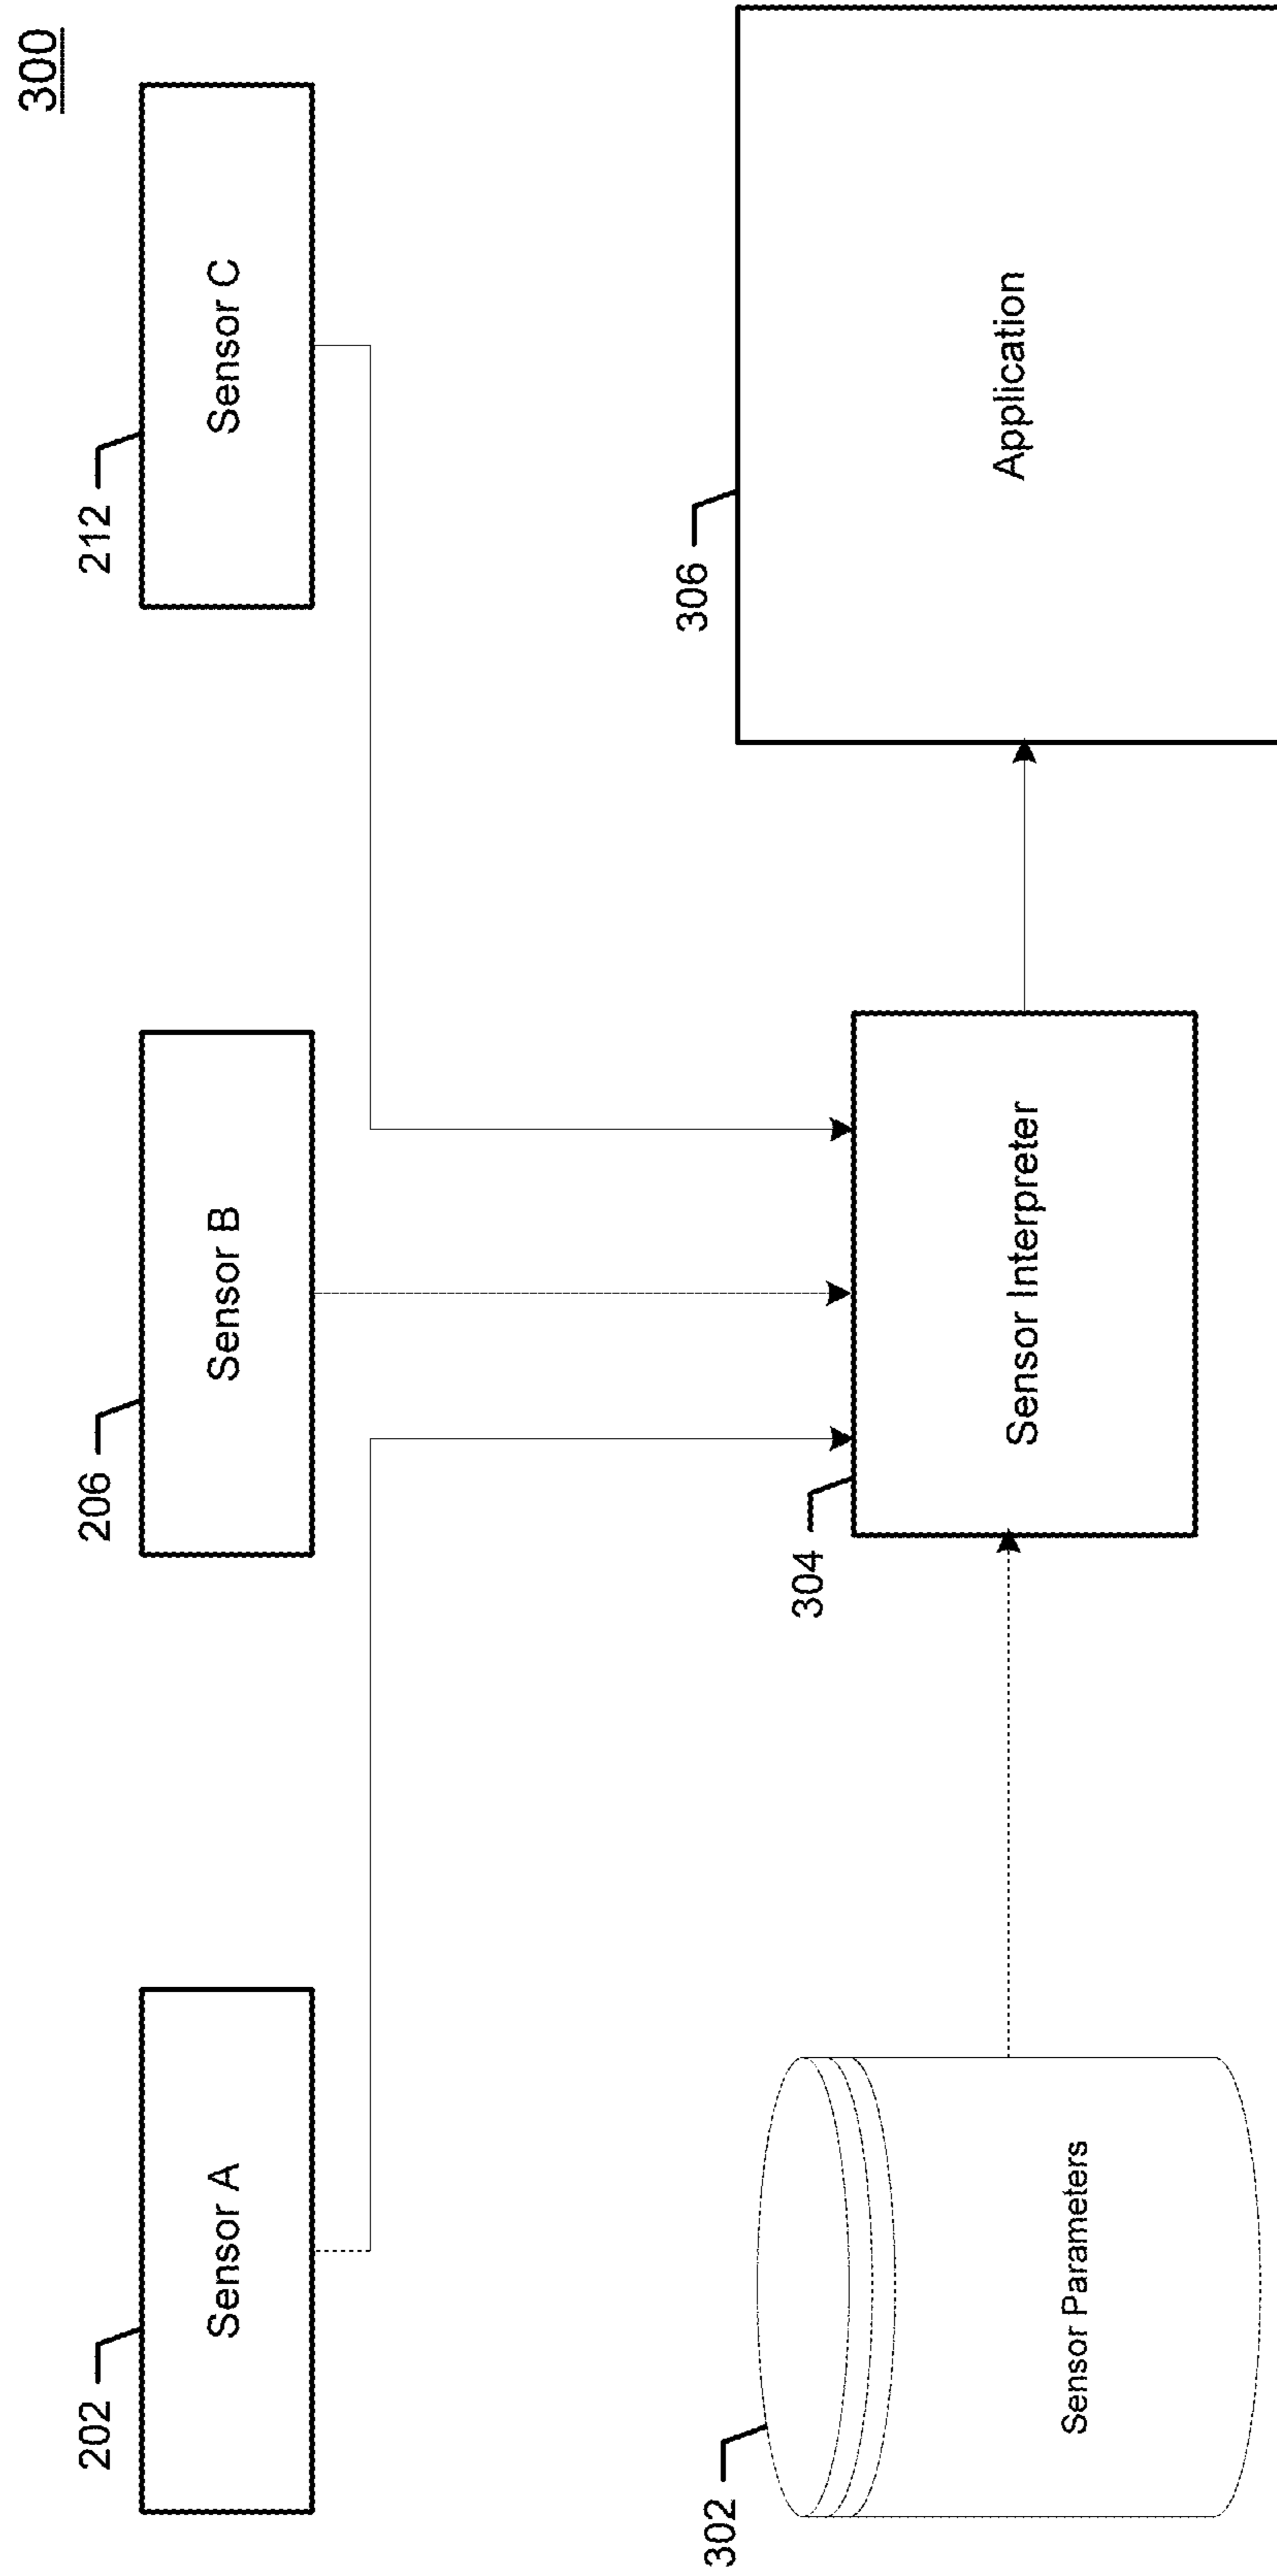 300
202
Sensor A
206
Sensor B
212
Sensor C
302
Sensor Parameters
304
Sensor Interpreter
306
Application